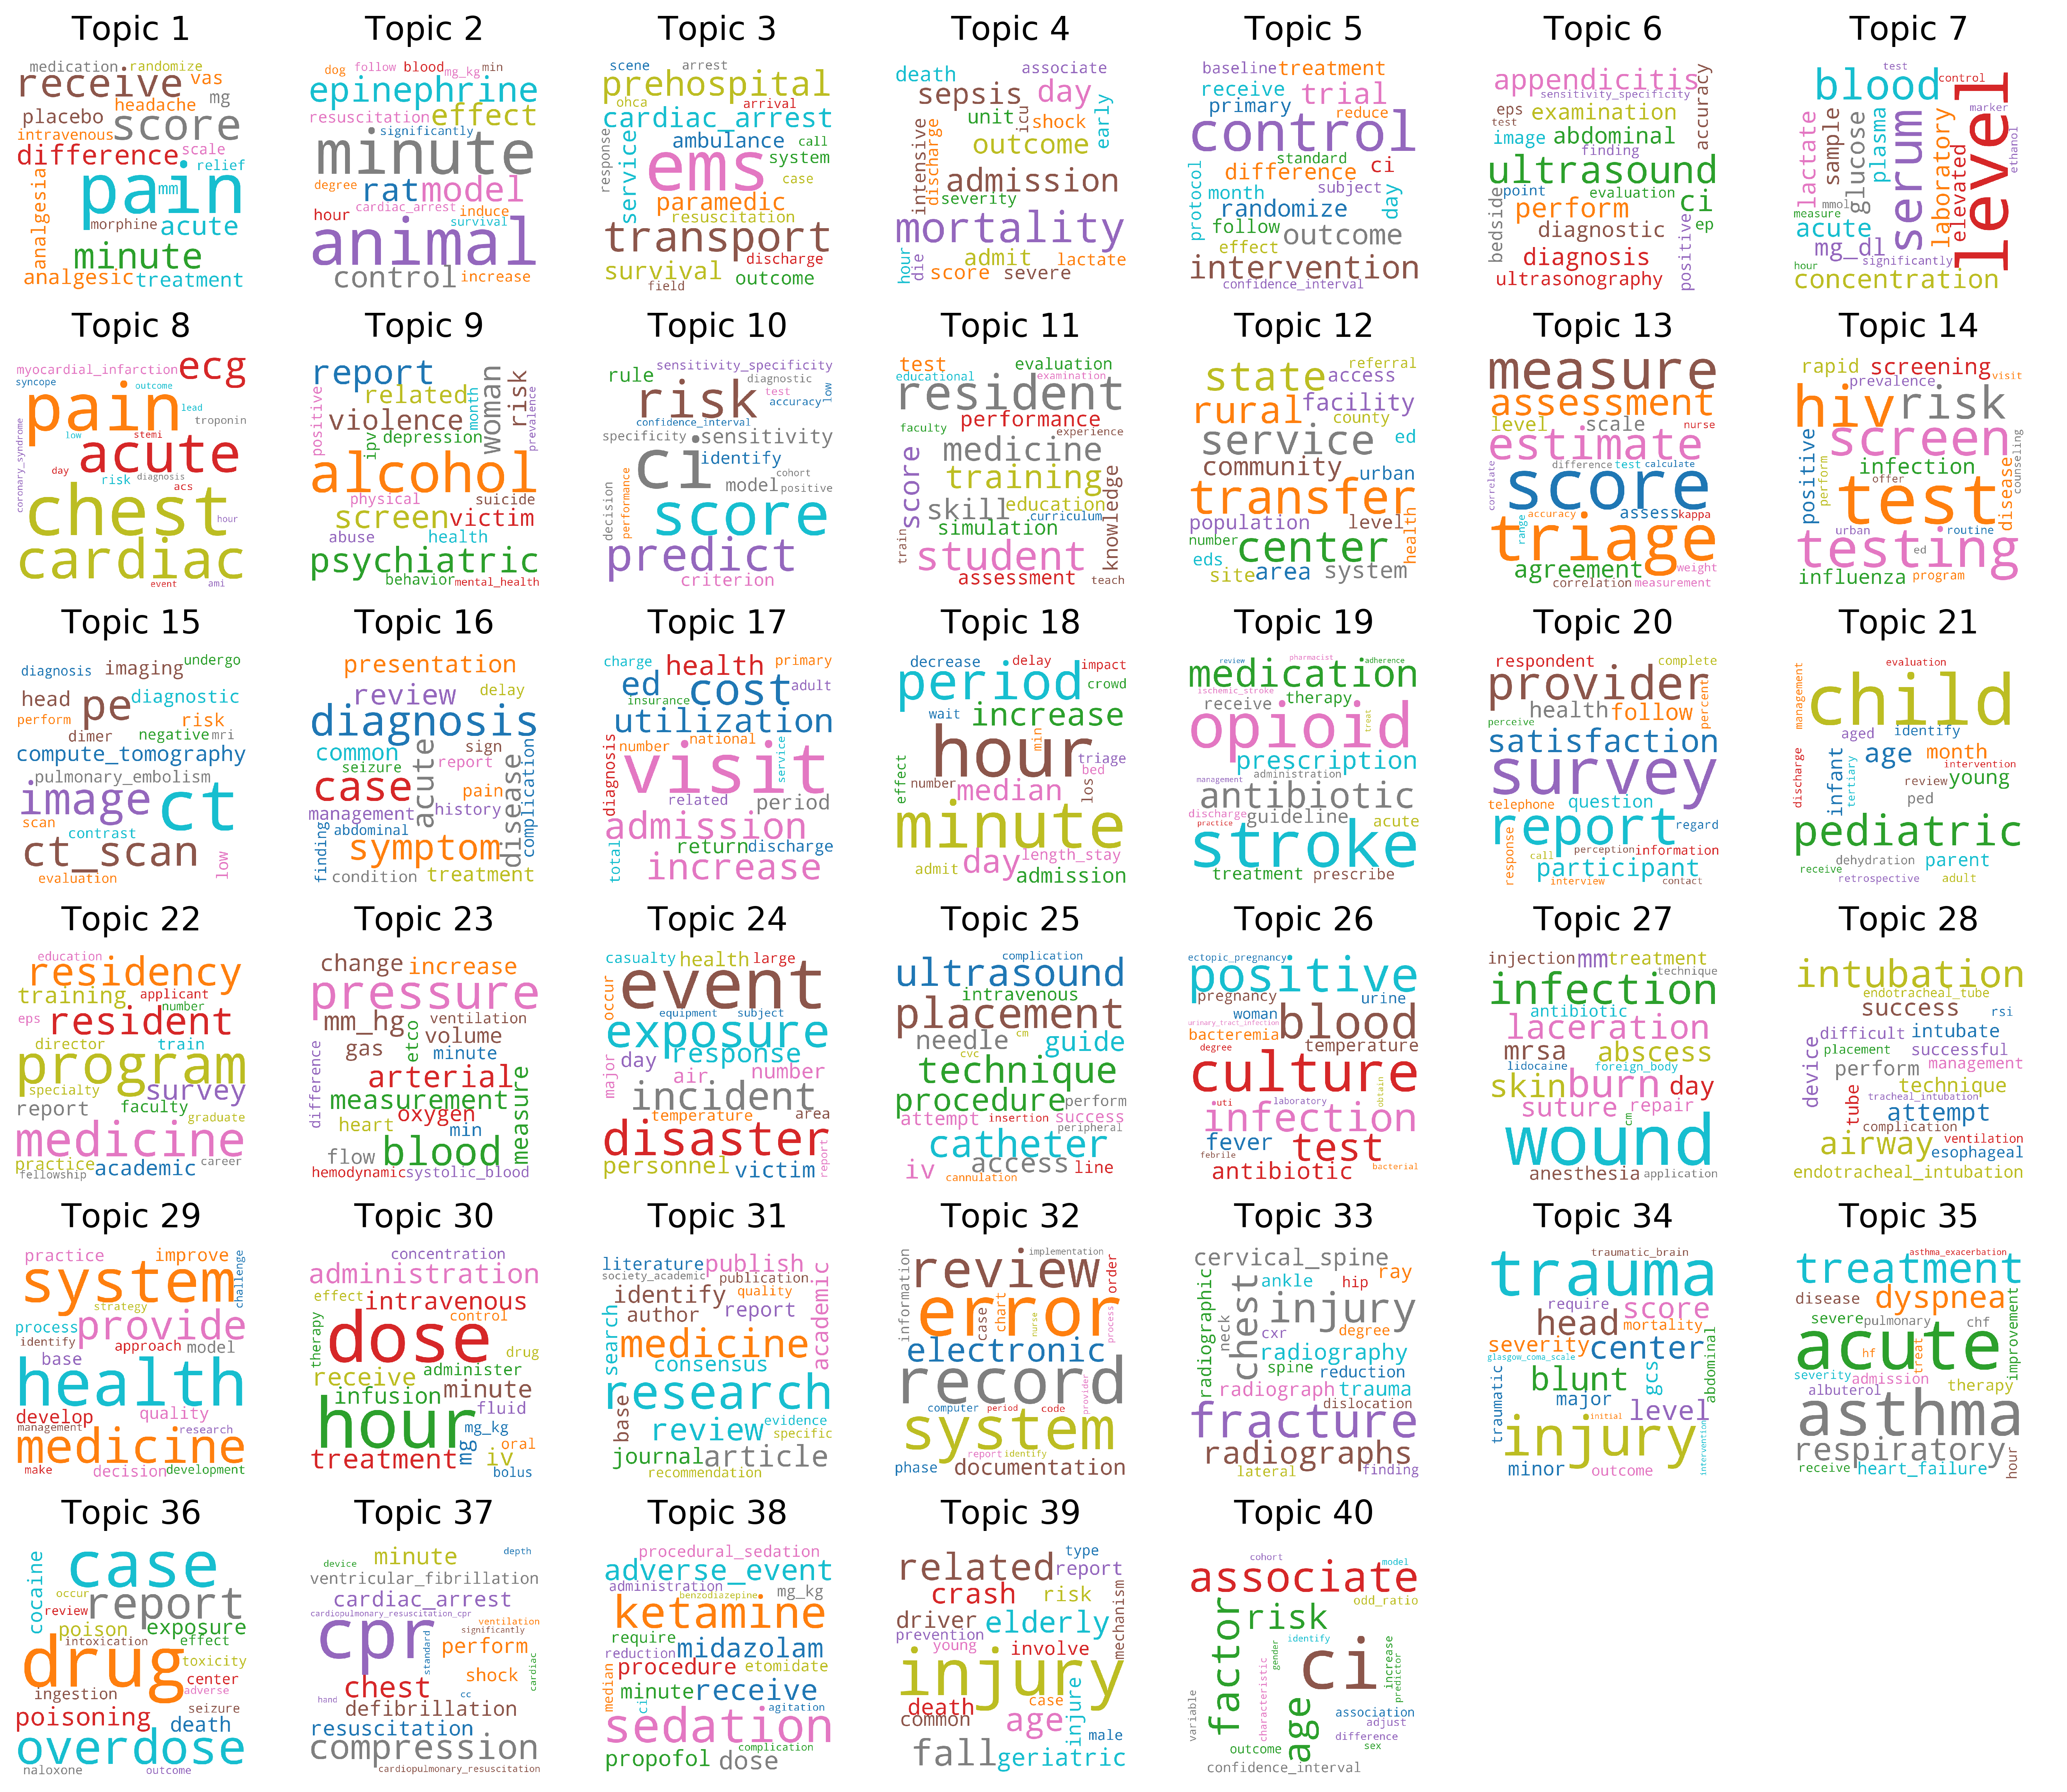 Topic 1
medication randomize
receive vas
headache mg
placebo score
intravenous
difference scale
relief
analgesia pain mm
morphine acute
minute
analgesic treatment
Topic 2
dog follow blood mg_kg min
epinephrine
resuscitation effect
significantly
minute
degree rat model
hour cardiac_arrest induce
survival
animal
control increase
Topic 3
scene arrest
prehospital
ohca arrival
cardiac_arrest
response service ambulance call
ems system
case
paramedic
resuscitation
transport
discharge
survival outcome
field
Topic 4
death associate
sepsis day
unit icu shock early
intensive discharge outcome
admission
severity
mortality
hour die admit lactate
score severe
Topic 5
baseline treatment
receive trial
primary reduce
control
standard
difference ci
protocol month subject day
randomize
follow outcome
effect
intervention
confidence_interval
Topic 6
appendicitis accuracy
sensitivity_specificity
eps examination
test
image abdominal
finding
ultrasound
bedside point evaluation ci
perform ep
diagnostic
diagnosis positive
ultrasonography
Topic 7
test
blood control
lactate sample glucose plasma serum laboratory elevated level marker ethanol
mmol
measure
acute
mg_dl
hour significantly
concentration
Topic 8
myocardial_infarction ecg
syncope outcome
pain lead
troponin
low stemi
coronary_syndrome day acute
risk diagnosis acs
chest hour
cardiac
event ami
Topic 9
report woman risk
related
positive violence month prevalence
ipv depression
alcohol
physical suicide
screen victim
abuse health
psychiatric
behavior mental_health
Topic 10
sensitivity_specificity
rule diagnostic
risk test low
accuracy
confidence_interval
specificity sensitivity
ci identify
decision performance cohort
model positive
score
predict
criterion
Topic 11
test evaluation
educational examination
resident
performance
faculty experience
score medicine knowledge
training
skill education
curriculum
simulation
train student
assessment teach
Topic 12
state referral
access
rural facility
county
service ed
community urban
transfer
population level health
number center
eds
site area system
Topic 13
measure
assessment
level scale nurse
estimate
correlate difference test calculate
score
range accuracy assess kappa
triage
agreement weight
correlation measurement
Topic 14
rapid screening
prevalence visit
hiv risk
positive screen counseling
perform infection disease
offer
test
urban routine
ed
testing
influenza program
Topic 15
diagnosis imaging undergo
head pe diagnostic
perform risk
dimer negative mri
compute_tomography
pulmonary_embolism
image ct
scan contrast
ct_scan low
evaluation
Topic 16
presentation
review delay
diagnosis
common acute sign disease complication
seizure report
case pain
management history
finding abdominal
symptom
condition treatment
Topic 17
charge health primary
ed cost adult
insurance
utilization
diagnosis number national service
visit
related period
admission
total return discharge
increase
Topic 18
decrease delay impact
period crowd
wait increase
effect hour min triage
number bed
median los
minute
day length_stay
admit admission
Topic 19
review pharmacist adherence
medication
ischemic_stroke therapy
receive
opioid treat
prescription
management administration
antibiotic
discharge guideline acute
practice
stroke
treatment prescribe
Topic 20
respondent complete
provider percent
health follow
perceive
satisfaction
survey
telephone question
report regard
response perception information
call
participant
interview contact
Topic 21
management evaluation
child
aged identify
discharge infant tertiary age month
intervention
review young
ped
pediatric
dehydration parent
receive
retrospective adult
Topic 22
education
residency
training applicant
number
eps resident
director train
program
specialty survey
report faculty
graduate
medicine
practice academic career
fellowship
Topic 23
change increase
pressure
mm_hg ventilation
volume
gas etco minute
difference arterial measure
measurement
heart oxygen min
flow blood
hemodynamic systolic_blood
Topic 24
casualty health large
occur event
equipment subject
exposure
day response
major air number
incident
temperature area
disaster
personnel victim report
Topic 25
complication
ultrasound
intravenous
placement
needle cm guide
cvc
technique
procedure perform
attempt insertion success
peripheral
catheter
iv access line
cannulation
Topic 26
ectopic_pregnancy
positive
pregnancy urine
woman blood
urinary_tract_infection
bacteremia
degree temperature
culture obtain
uti laboratory
infection
fever test
febrile
antibiotic bacterial
Topic 27
injection mm treatment
technique
infection
antibiotic
laceration
mrsa abscess
lidocaine foreign_body
skin burn day
suture repair
cm
wound
anesthesia application
Topic 28
intubation
endotracheal_tube
success rsi
difficult intubate
device placement successful
perform management
technique
tube tracheal_intubation
attempt
complication
airway ventilation
esophageal
endotracheal_intubation
Topic 29
practice improve
system challenge
strategy
process provide
identify
base approach model
health
develop quality
management research
medicine
make decision development
Topic 30
concentration
administration
effect intravenous
therapy control
dose drug
administer
receive
infusion minute
hour fluid
mg_kg
treatment mg oral
iv
bolus
Topic 31
literature publish
society_academic publication
identify quality academic
search author report
medicine
consensus
research
base review evidence
specific
journal article
recommendation
Topic 32
information implementation order
review
error case chart nurse process
electronic
record provider
computer period code
system
report identify
phase documentation
Topic 33
cervical_spine
radiographic chest ankle hip ray
injury
neck cxr degree
radiography
spine reduction
radiograph trauma
dislocation
fracture
radiographs
lateral finding
Topic 34
traumatic_brain
trauma
require score
head mortality
severity center
glasgow_coma_scale
blunt gcs abdominal
traumatic major level
initial
injury intervention
minor outcome
Topic 35
asthma_exacerbation
treatment
disease dyspnea
severe pulmonary chf improvement
acute
hf treat
severity admission
albuterol therapy
asthma
respiratory
receive heart_failure hour
Topic 36
case
cocaine occur report
review
poison exposure
intoxication effect
drug toxicity
center
adverse
ingestion seizure
poisoning death
overdose
naloxone outcome
Topic 37
device minute depth
ventricular_fibrillation
cardiac_arrest
cardiopulmonary_resuscitation_cpr
cpr standard ventilation
significantly
perform cardiac
shock
hand chest cc
defibrillation
resuscitation
compression
cardiopulmonary_resuscitation
Topic 38
procedural_sedation
adverse_event
administration mg_kg
benzodiazepine
ketamine
require
reduction midazolam
procedure etomidate
median minute receive
ci agitation
sedation
complication
propofol dose
Topic 39
type
related report
crash risk mechanism
driver elderly
prevention
young involve
injury
death case
common age injure male
fall geriatric
Topic 40
cohort model
associate
odd_ratio
factor risk
identify
gender ci increase predictor
variable characteristic age association
adjust
difference
outcome sex
confidence_interval